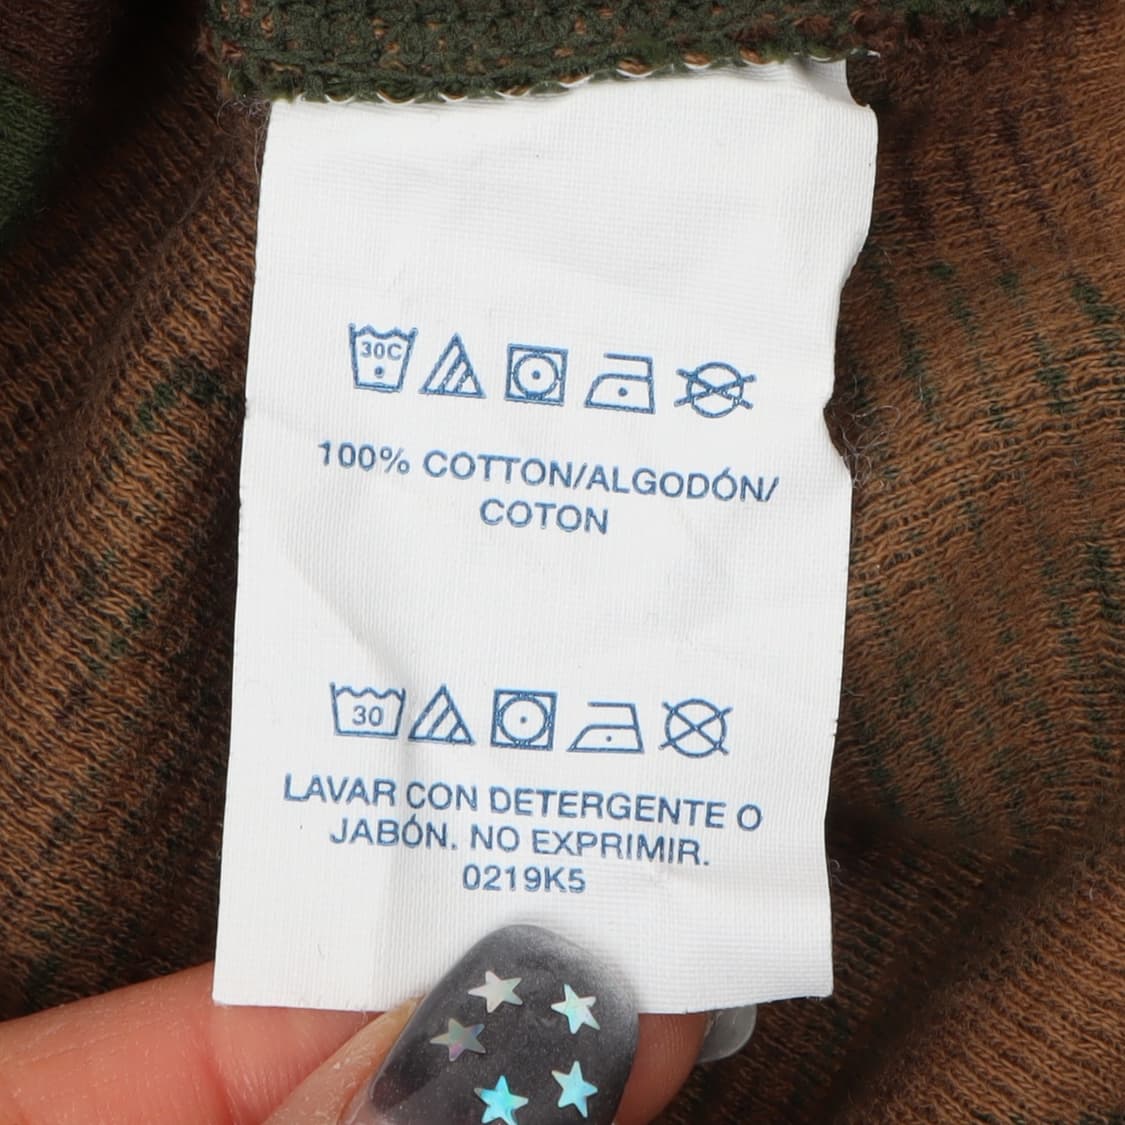 30C
100% COTTON/ALGODÓN/
COTON
30
LAVAR CON DETERGENTE O
JABÓN. NO EXPRIMIR.
0219K5